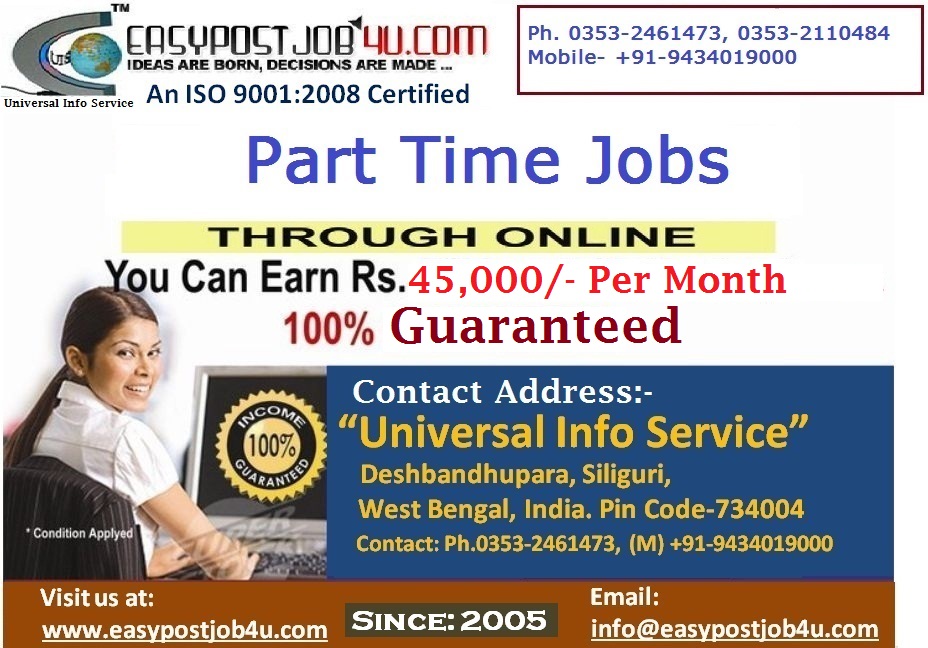 TM
EASYPOSTJOB4U.COM
IDEAS ARE BORN, DECISIONS ARE MADE ...
UIS
Universal Info Service
An ISO 9001:2008 Certified
Ph. 0353-2461473, 0353-2110484
Mobile- +91-9434019000
Part Time Jobs
THROUGH ONLINE
You Can Earn Rs.45,000/- Per Month
100% Guaranteed
INCOME
100%
GUARANTEED
* Condition Applyed
Contact Address:-
“Universal Info Service”
Deshbandhupara, Siliguri,
West Bengal, India. Pin Code-734004
Contact: Ph.0353-2461473, (M) +91-9434019000
Visit us at:
www.easypostjob4u.com
SINCE: 2005
Email:
info@easypostjob4u.com